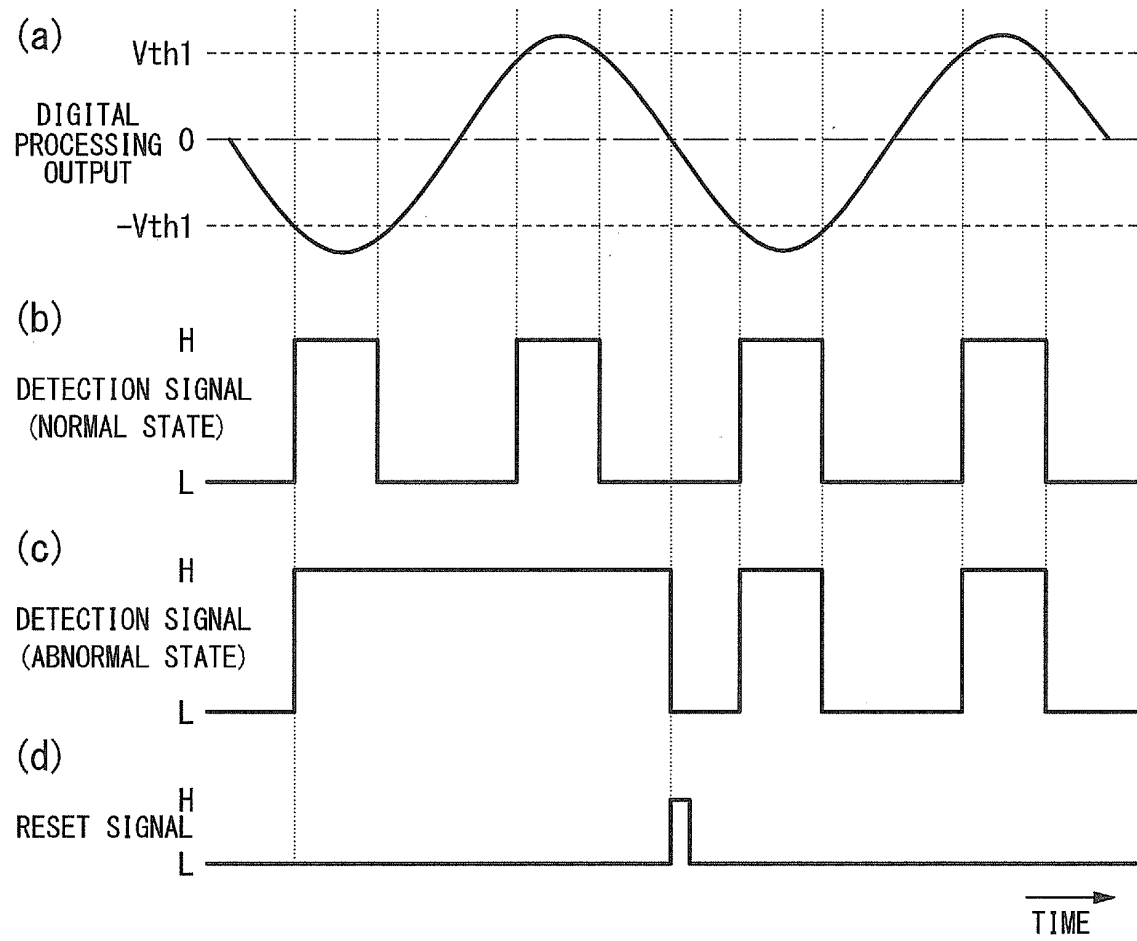 (a)
Vth1
DIGITAL
PROCESSING
OUTPUT
0
-Vth1
(b)
H
DETECTION SIGNAL
(NORMAL STATE)
L
(c)
H
DETECTION SIGNAL
(ABNORMAL STATE)
L
(d)
H
RESET SIGNAL
L
TIME